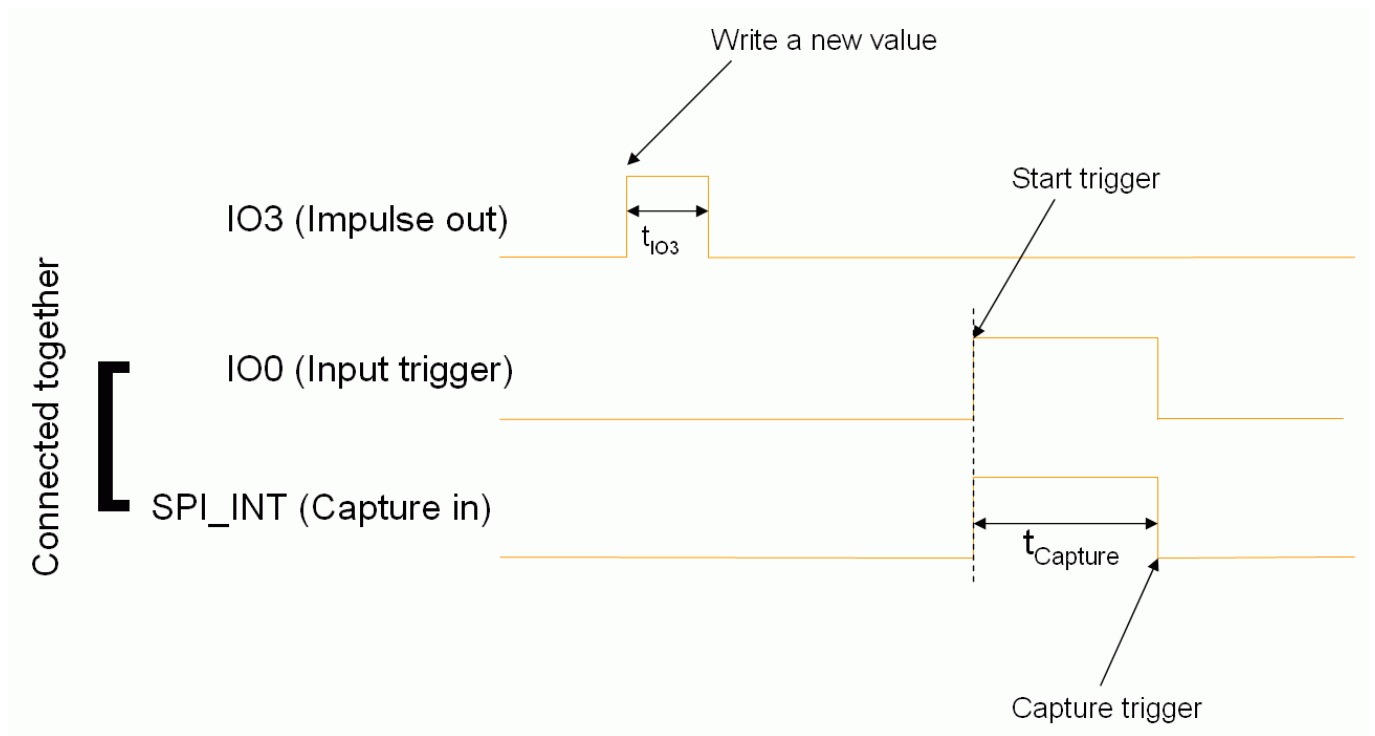 Write a new value
Start trigger
IO3 (Impulse out)
tIO3
Connected together
IO0 (Input trigger)
SPI_INT (Capture in)
tCapture
Capture trigger